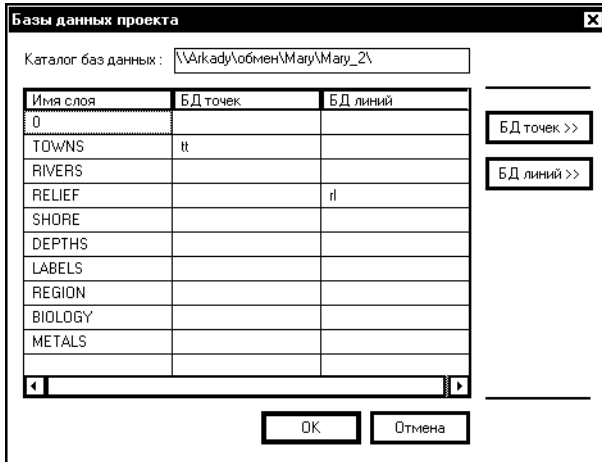 Базы данных проекта
Каталог баз данных : \\Arkady\обмен\Mary\Mary_2\
Имя слоя БД точек БД линий
0
TOWNS tt
RIVERS
RELIEF rl
SHORE
DEPTHS
LABELS
REGION
BIOLOGY
METALS
БД точек >>
БД линий >>
OK Отмена